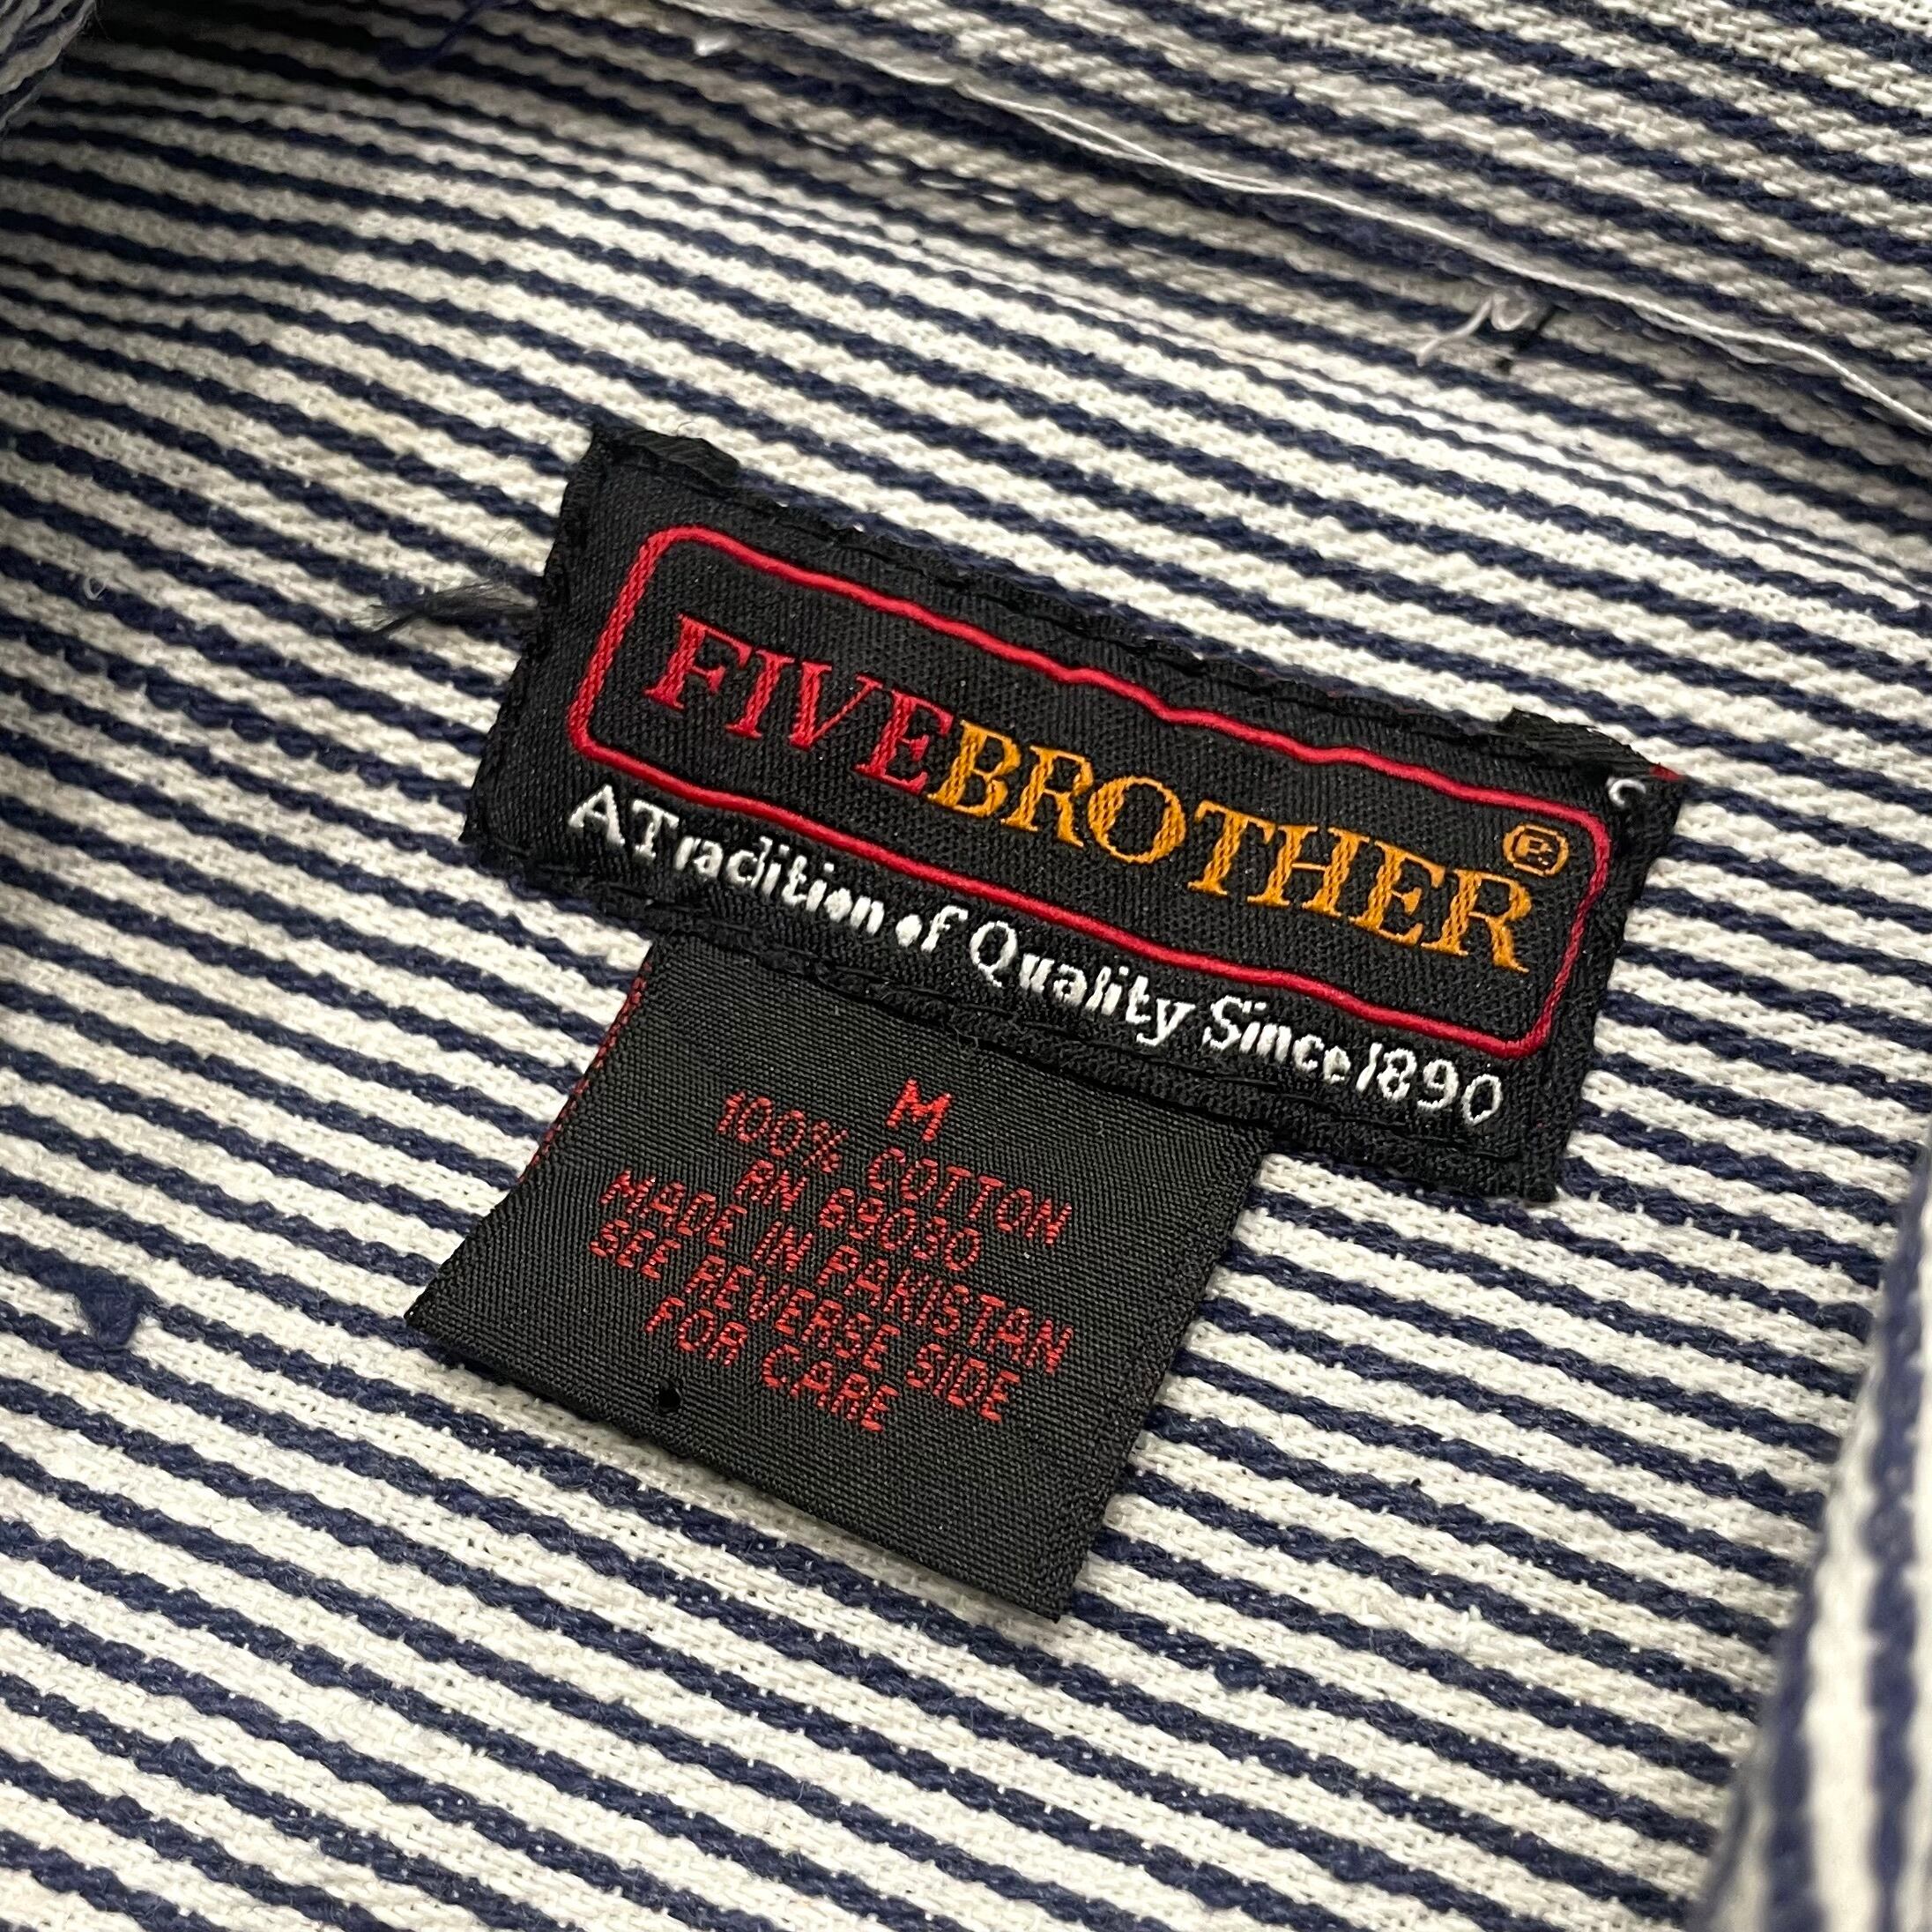 FIVEBROTHER®
A Tradition of Quality Since 1890
M
100% COTTON
RN 69030
MADE IN PAKISTAN
SEE REVERSE SIDE
FOR CARE